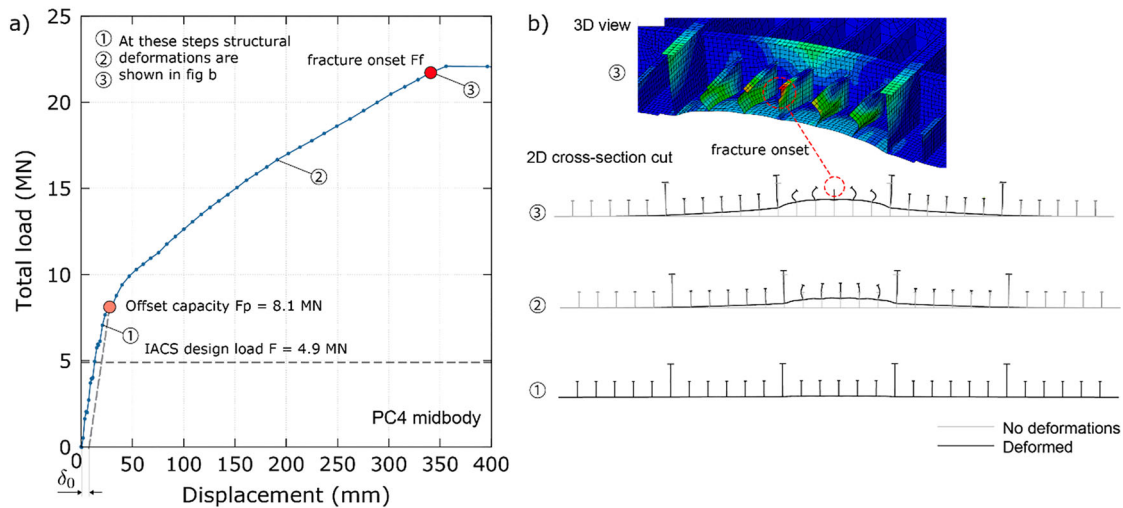 a)
Total load (MN)
25
20
15
10
5
0
① At these steps structural
② deformations are
③ shown in fig b
fracture onset Ff
③
②
Offset capacity Fp = 8.1 MN
①
IACS design load F = 4.9 MN
PC4 midbody
0 50 100 150 200 250 300 350 400
δ0
Displacement (mm)
b)
3D view
③
fracture onset
2D cross-section cut
③
②
①
No deformations
Deformed